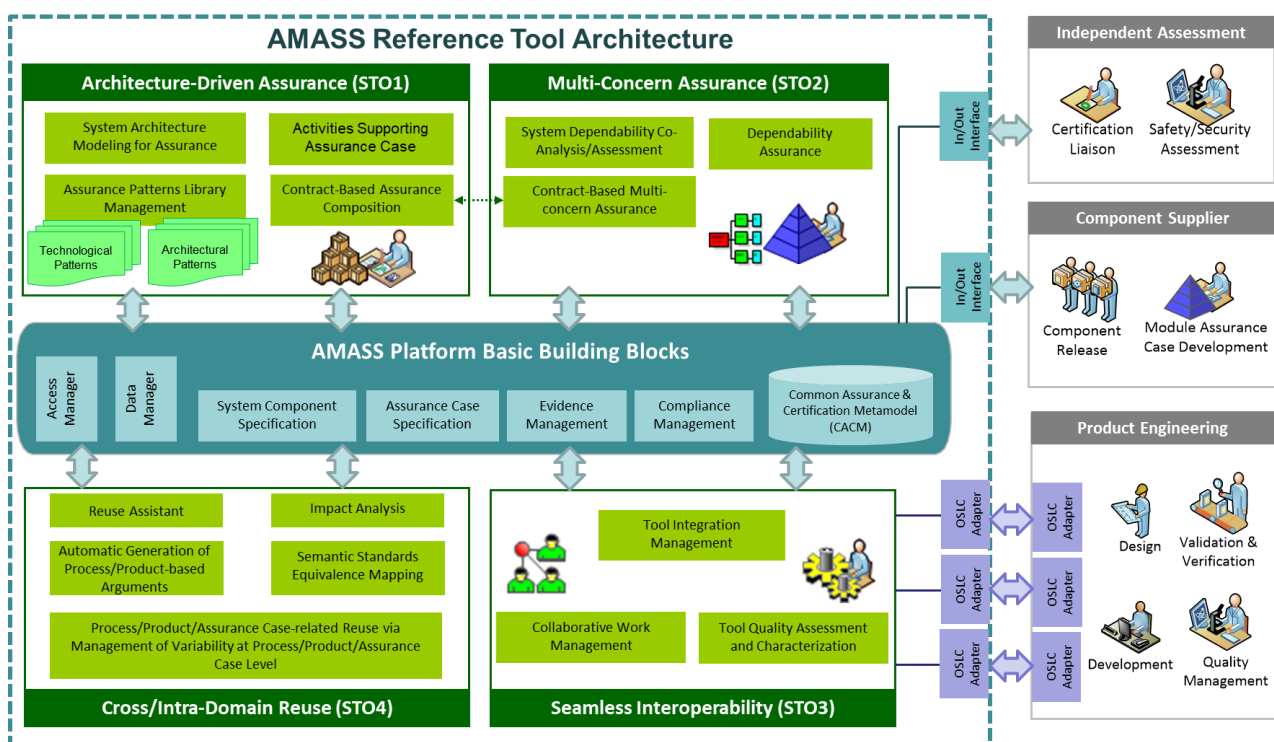 AMASS Reference Tool Architecture
Architecture-Driven Assurance (STO1)
System Architecture
Modeling for Assurance
Activities Supporting
Assurance Case
Assurance Patterns Library
Management
Contract-Based Assurance
Composition
Technological
Patterns
Architectural
Patterns
Multi-Concern Assurance (STO2)
System Dependability Co-
Analysis/Assessment
Dependability
Assurance
Contract-Based Multi-
concern Assurance
AMASS Platform Basic Building Blocks
Access
Manager
Data
Manager
System Component
Specification
Assurance Case
Specification
Evidence
Management
Compliance
Management
Common Assurance &
Certification Metamodel
(CACM)
Reuse Assistant
Impact Analysis
Automatic Generation of
Process/Product-based
Arguments
Semantic Standards
Equivalence Mapping
Process/Product/Assurance Case-related Reuse via
Management of Variability at Process/Product/Assurance
Case Level
Cross/Intra-Domain Reuse (STO4)
Tool Integration
Management
Collaborative Work
Management
Tool Quality Assessment
and Characterization
Seamless Interoperability (STO3)
In/Out
Interface
In/Out
Interface
OSLC
Adapter
OSLC
Adapter
OSLC
Adapter
Independent Assessment
Certification
Liaison
Safety/Security
Assessment
Component Supplier
Component
Release
Module Assurance
Case Development
Product Engineering
OSLC
Adapter
OSLC
Adapter
OSLC
Adapter
Design
Validation &
Verification
Development
Quality
Management